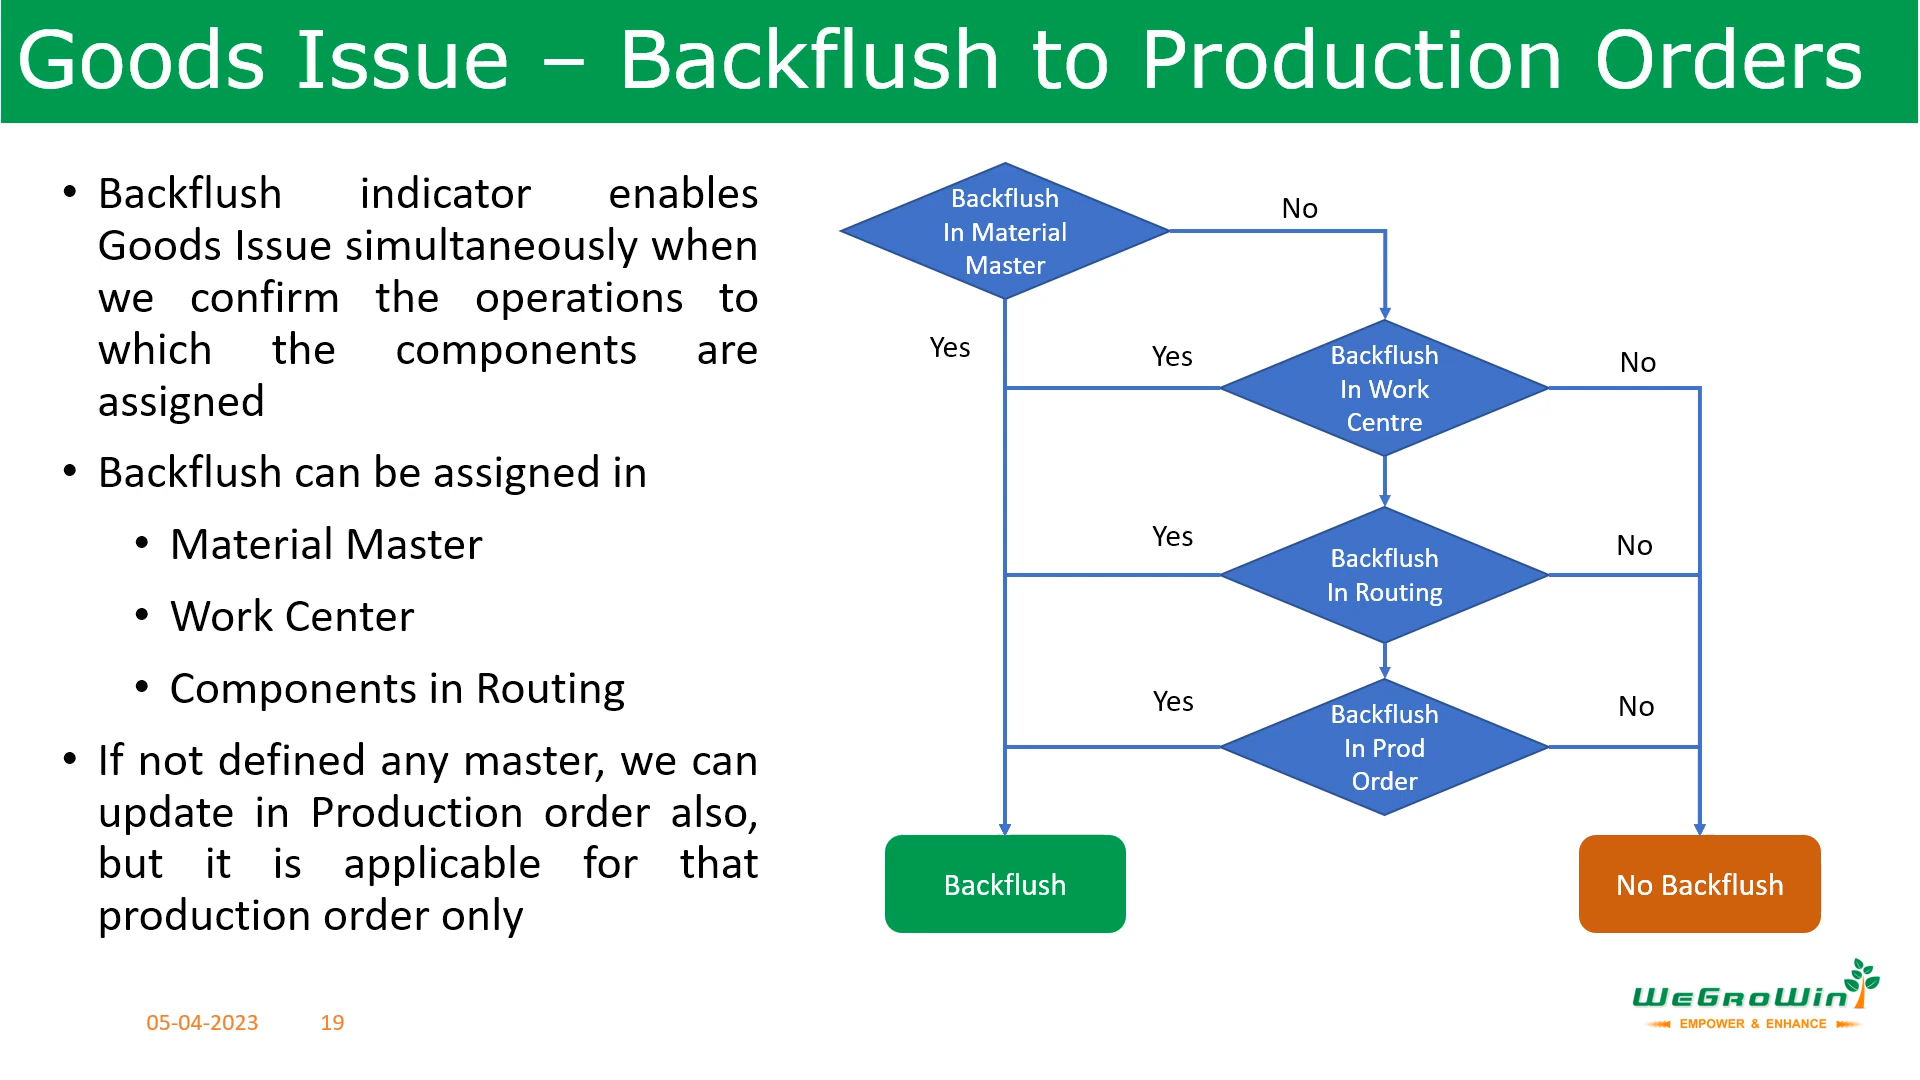 Goods Issue – Backflush to Production Orders
• Backflush indicator enables
Goods Issue simultaneously when
we confirm the operations to
which the components are
assigned
• Backflush can be assigned in
• Material Master
• Work Center
• Components in Routing
• If not defined any master, we can
update in Production order also,
but it is applicable for that
production order only
Backflush
In Material
Master
No
Yes
Yes
Backflush
In Work
Centre
No
Yes
Backflush
In Routing
No
Yes
Backflush
In Prod
Order
No
Backflush
No Backflush
05-04-2023
19
WeGroWin
EMPOWER & ENHANCE